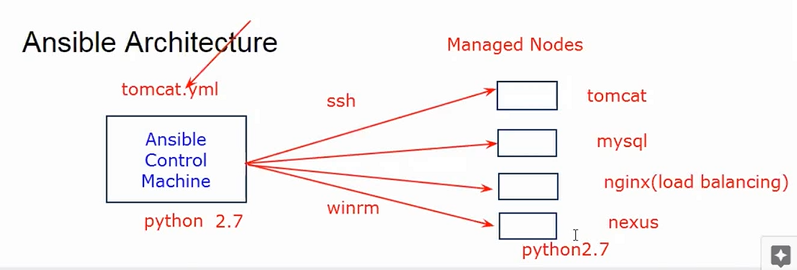 Ansible Architecture
Managed Nodes
tomcat.yml
ssh
tomcat
Ansible
Control
Machine
mysql
nginx(load balancing)
winrm
nexus
python 2.7
python2.7